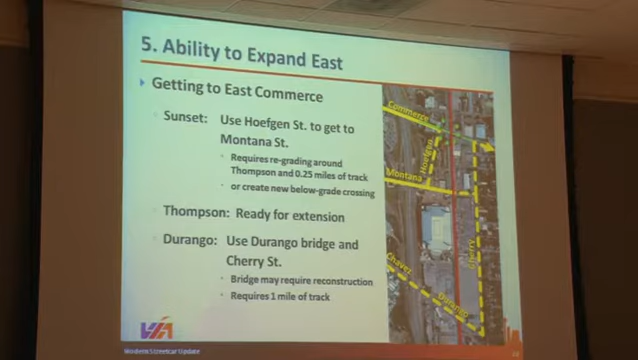 5. Ability to Expand East
Getting to East Commerce
Sunset: Use Hoefgen St. to get to
Montana St.
Requires re-grading around
Thompson and 0.25 miles of track
or create new below-grade crossing
Thompson: Ready for extension
Durango: Use Durango bridge and
Cherry St.
Bridge may require reconstruction
Requires 1 mile of track
Commerce
Hoefgen
Montana
Cherry
Chavez
Durango
VIA
Modern Streetcar Update